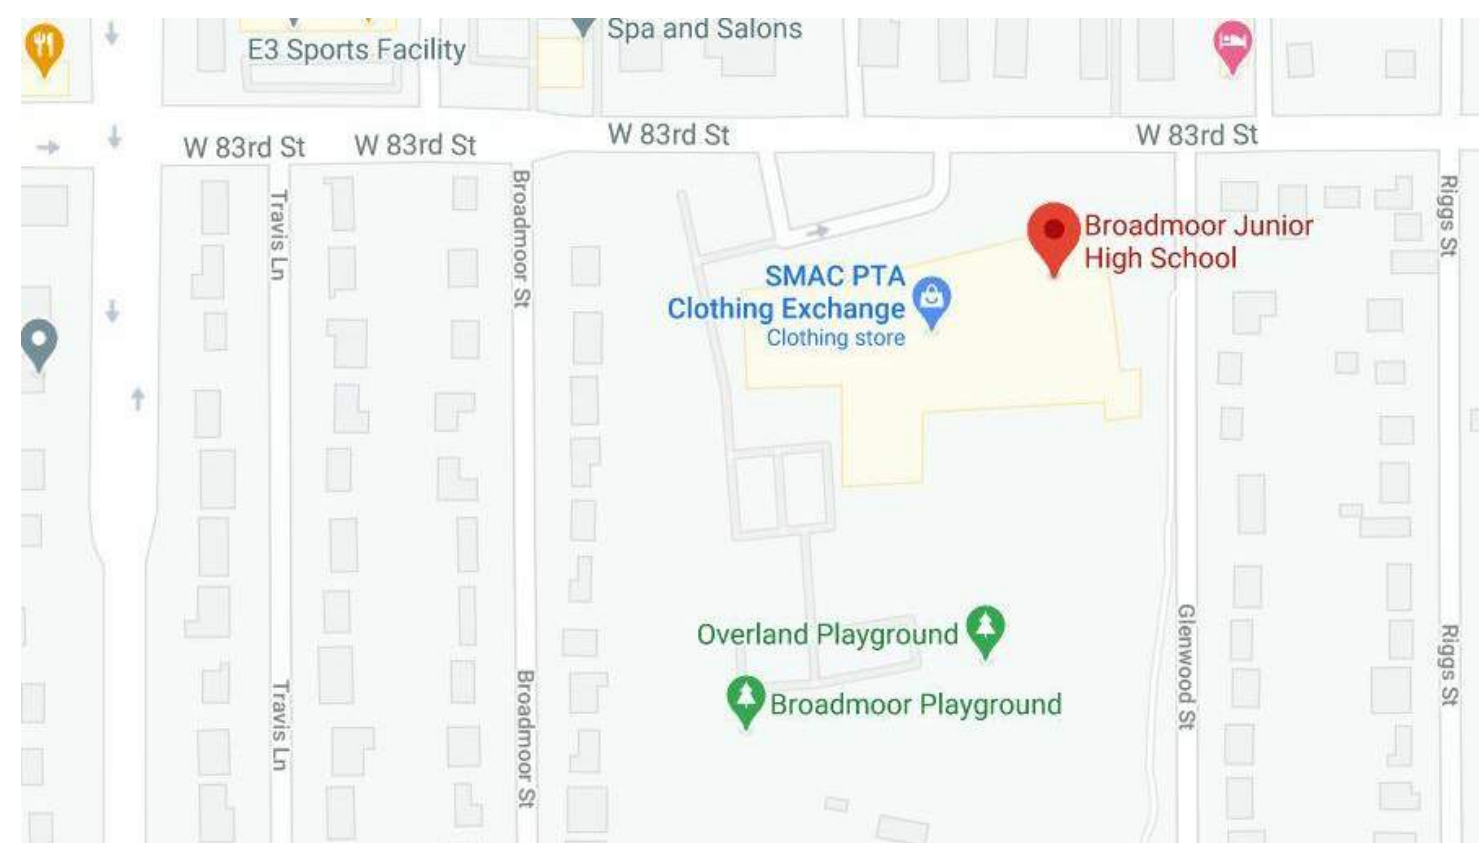 Spa and Salons
E3 Sports Facility
W 83rd St
W 83rd St
W 83rd St
W 83rd St
Travis Ln
Broadmoor St
Riggs St
Broadmoor Junior
High School
SMAC PTA
Clothing Exchange
Clothing store
Overland Playground
Broadmoor Playground
Glenwood St
Riggs St
Travis Ln
Broadmoor St